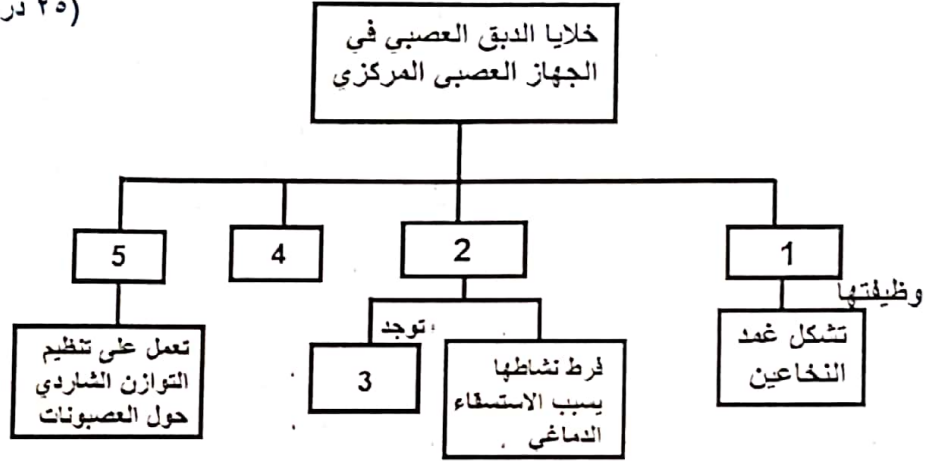 (٢٥ در
خلايا الدبق العصبي في
الجهاز العصبي المركزي
1
2
4
5
وظيفتها
تشكل غمد
النخاعين
توجد
فرط نشاطها
يسبب الاستسقاء
الدماغي
3
تعمل على تنظيم
التوازن الشاردي
حول العصبونات